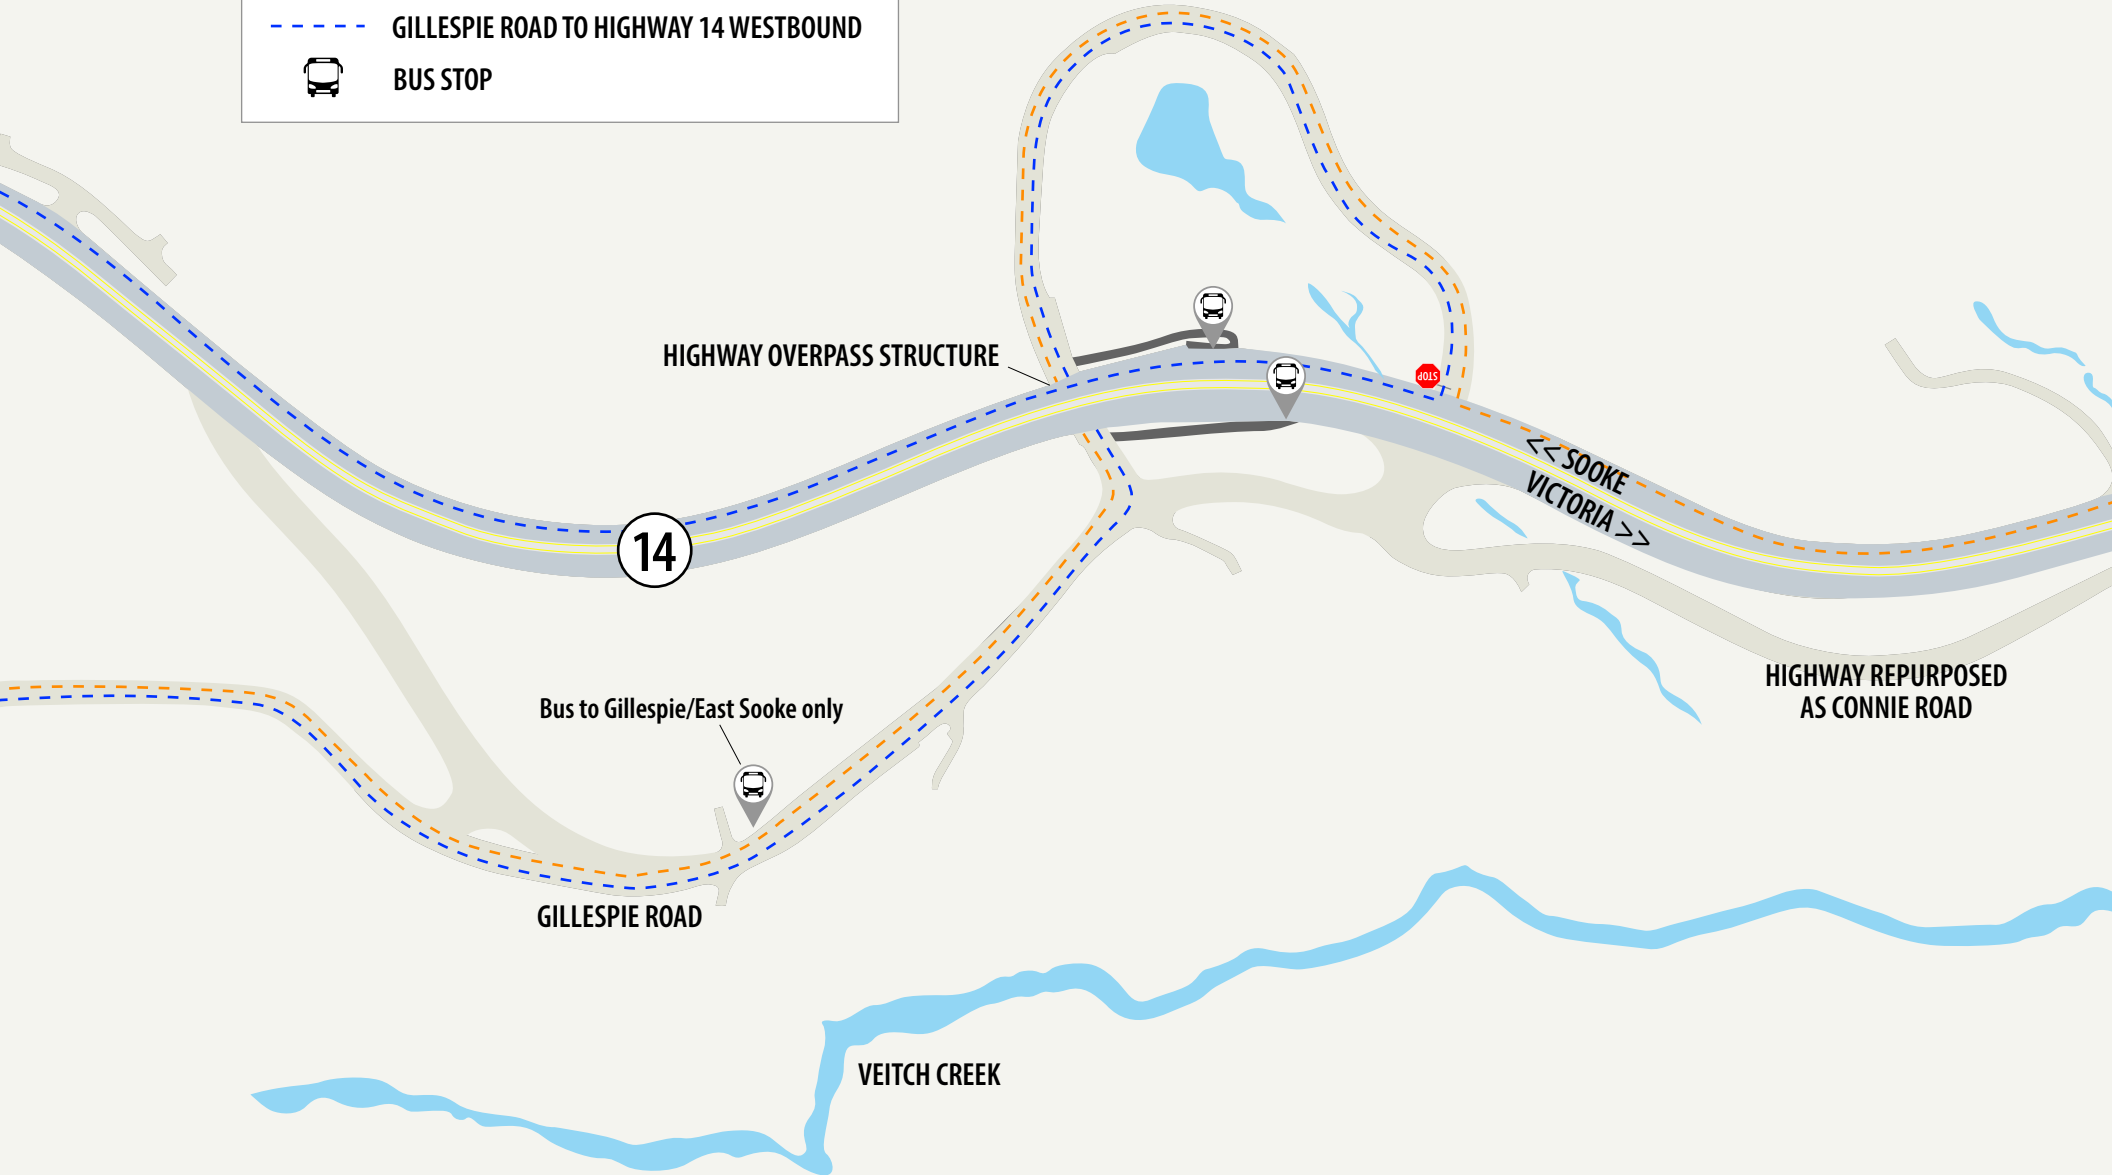 GILLESPIE ROAD TO HIGHWAY 14 WESTBOUND
BUS STOP
HIGHWAY OVERPASS STRUCTURE
STOP
<< SOOKE
VICTORIA >>
14
HIGHWAY REPURPOSED
AS CONNIE ROAD
Bus to Gillespie/East Sooke only
GILLESPIE ROAD
VEITCH CREEK